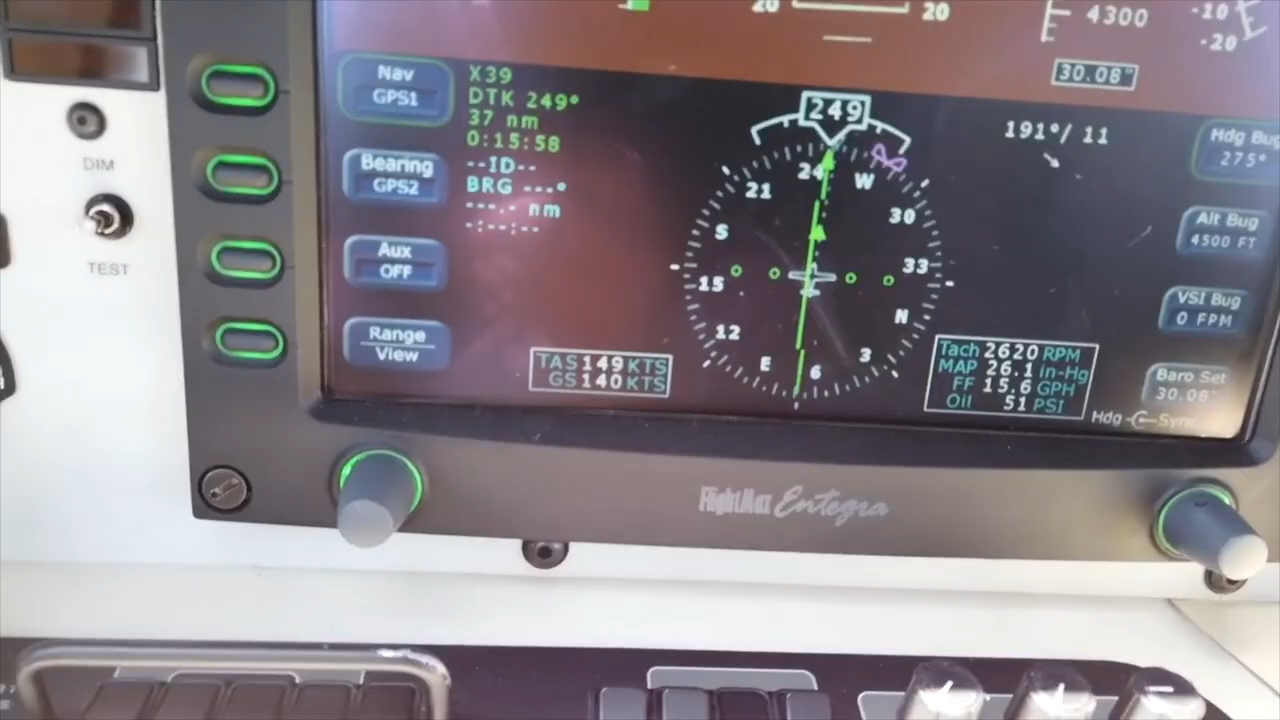 20
20
4300
-10
-20
30.08"
Nav
GPS1
X39
DTK 249°
37 nm
0:15:58
249
191°/ 11
Hdg Bug
275°
Bearing
GPS2
--ID--
BRG ---°
---.- nm
-:--:--
DIM
TEST
Aux
OFF
Range
View
24
W
21
30
S
33
15
N
12
3
E
6
Alt Bug
4500 FT
VSI Bug
0 FPM
Baro Set
30.08"
Hdg Sync
TAS 149 KTS
GS 140 KTS
Tach 2620 RPM
MAP 26.1 in-Hg
FF 15.6 GPH
Oil 51 PSI
FlightMax Entegra